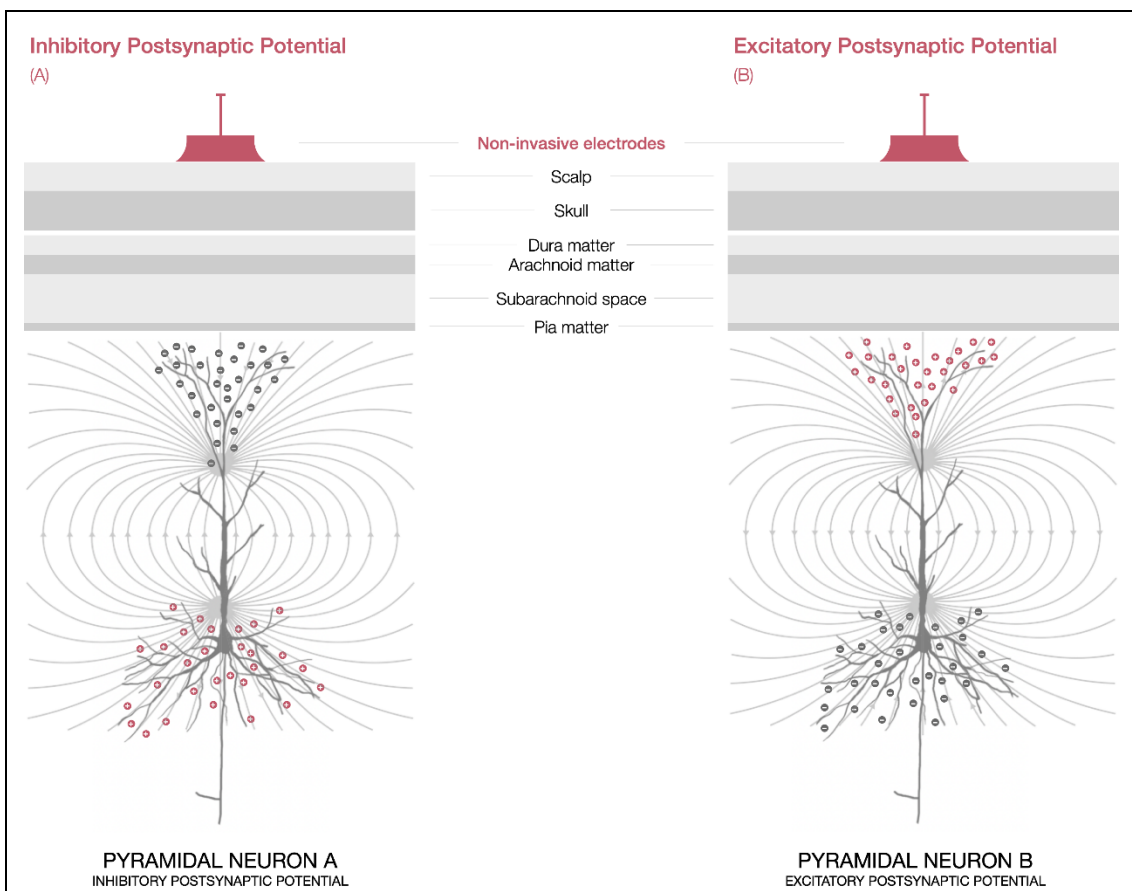 Inhibitory Postsynaptic Potential
(A)
Excitatory Postsynaptic Potential
(B)
Non-invasive electrodes
Scalp
Skull
Dura matter
Arachnoid matter
Subarachnoid space
Pia matter
PYRAMIDAL NEURON A
INHIBITORY POSTSYNAPTIC POTENTIAL
PYRAMIDAL NEURON B
EXCITATORY POSTSYNAPTIC POTENTIAL